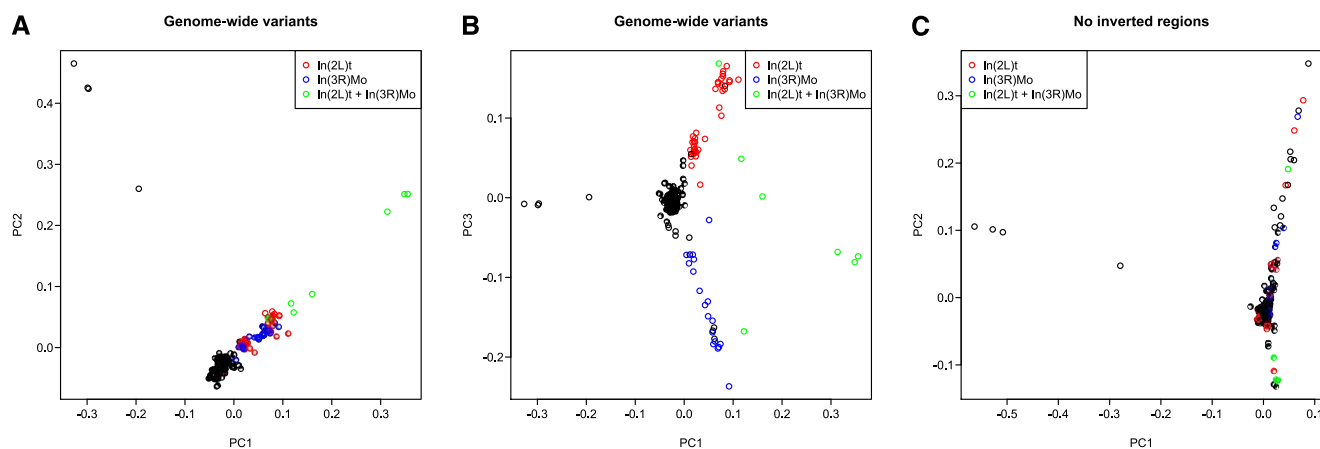 A
Genome-wide variants
In(2L)t
In(3R)Mo
In(2L)t + In(3R)Mo
PC2
0.4
0.3
0.2
0.1
0.0
-0.3 -0.2 -0.1 0.0 0.1 0.2 0.3
PC1
B
Genome-wide variants
In(2L)t
In(3R)Mo
In(2L)t + In(3R)Mo
PC3
0.1
0.0
-0.1
-0.2
-0.3 -0.2 -0.1 0.0 0.1 0.2 0.3
PC1
C
No inverted regions
In(2L)t
In(3R)Mo
In(2L)t + In(3R)Mo
PC2
0.3
0.2
0.1
0.0
-0.1
-0.5 -0.4 -0.3 -0.2 -0.1 0.0 0.1
PC1